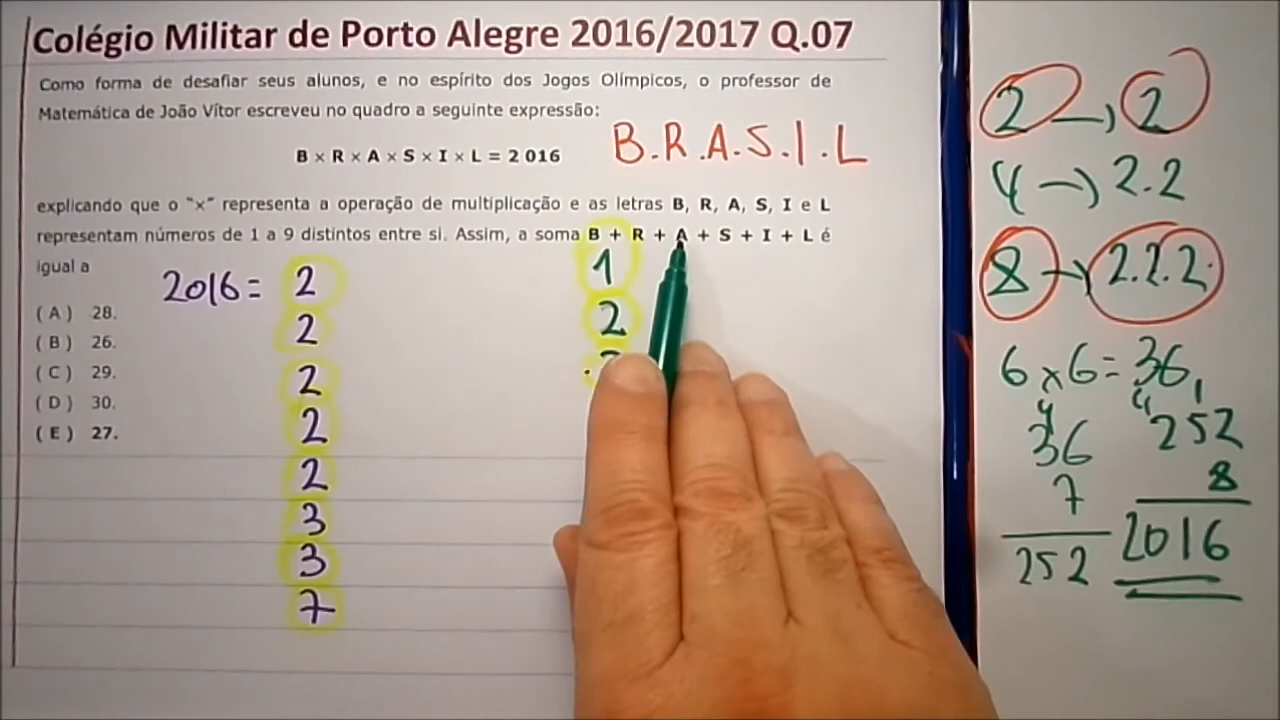 Colégio Militar de Porto Alegre 2016/2017 Q.07
Como forma de desafiar seus alunos, e no espírito dos Jogos Olímpicos, o professor de
Matemática de João Vítor escreveu no quadro a seguinte expressão:
B × R × A × S × I × L = 2 016
B.R.A.S.I.L
explicando que o "×" representa a operação de multiplicação e as letras B, R, A, S, I e L
representam números de 1 a 9 distintos entre si. Assim, a soma B + R + A + S + I + L é
igual a
( A ) 28.
( B ) 26.
( C ) 29.
( D ) 30.
( E ) 27.
2016 = 2
2
2
2
2
3
3
7
1
2
2 → 2
4 → 2.2
8 → 2.2.2.
6 × 6 = 36
4
36
7
252
1
4
252
8
2016